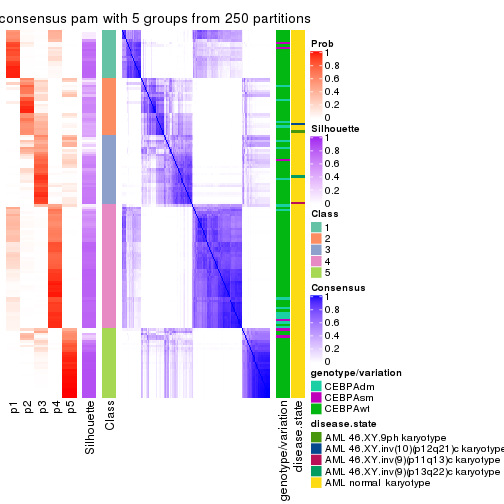 consensus pam with 5 groups from 250 partitions
Prob
1
0.8
0.6
0.4
0.2
0
Silhouette
1
0.8
0.6
0.4
0.2
0
Class
1
2
3
4
5
Consensus
1
0.8
0.6
0.4
0.2
0
genotype/variation
CEBPAdm
CEBPAsm
CEBPAwt
disease.state
AML 46.XY.9ph karyotype
AML 46.XY.inv(10)(p12q21)c karyotype
AML 46.XY.inv(9)(p11q13)c karyotype
AML 46.XY.inv(9)(p13q22)c karyotype
AML normal karyotype
p1
p2
p3
p4
p5
Silhouette
Class
genotype/variation
disease.state